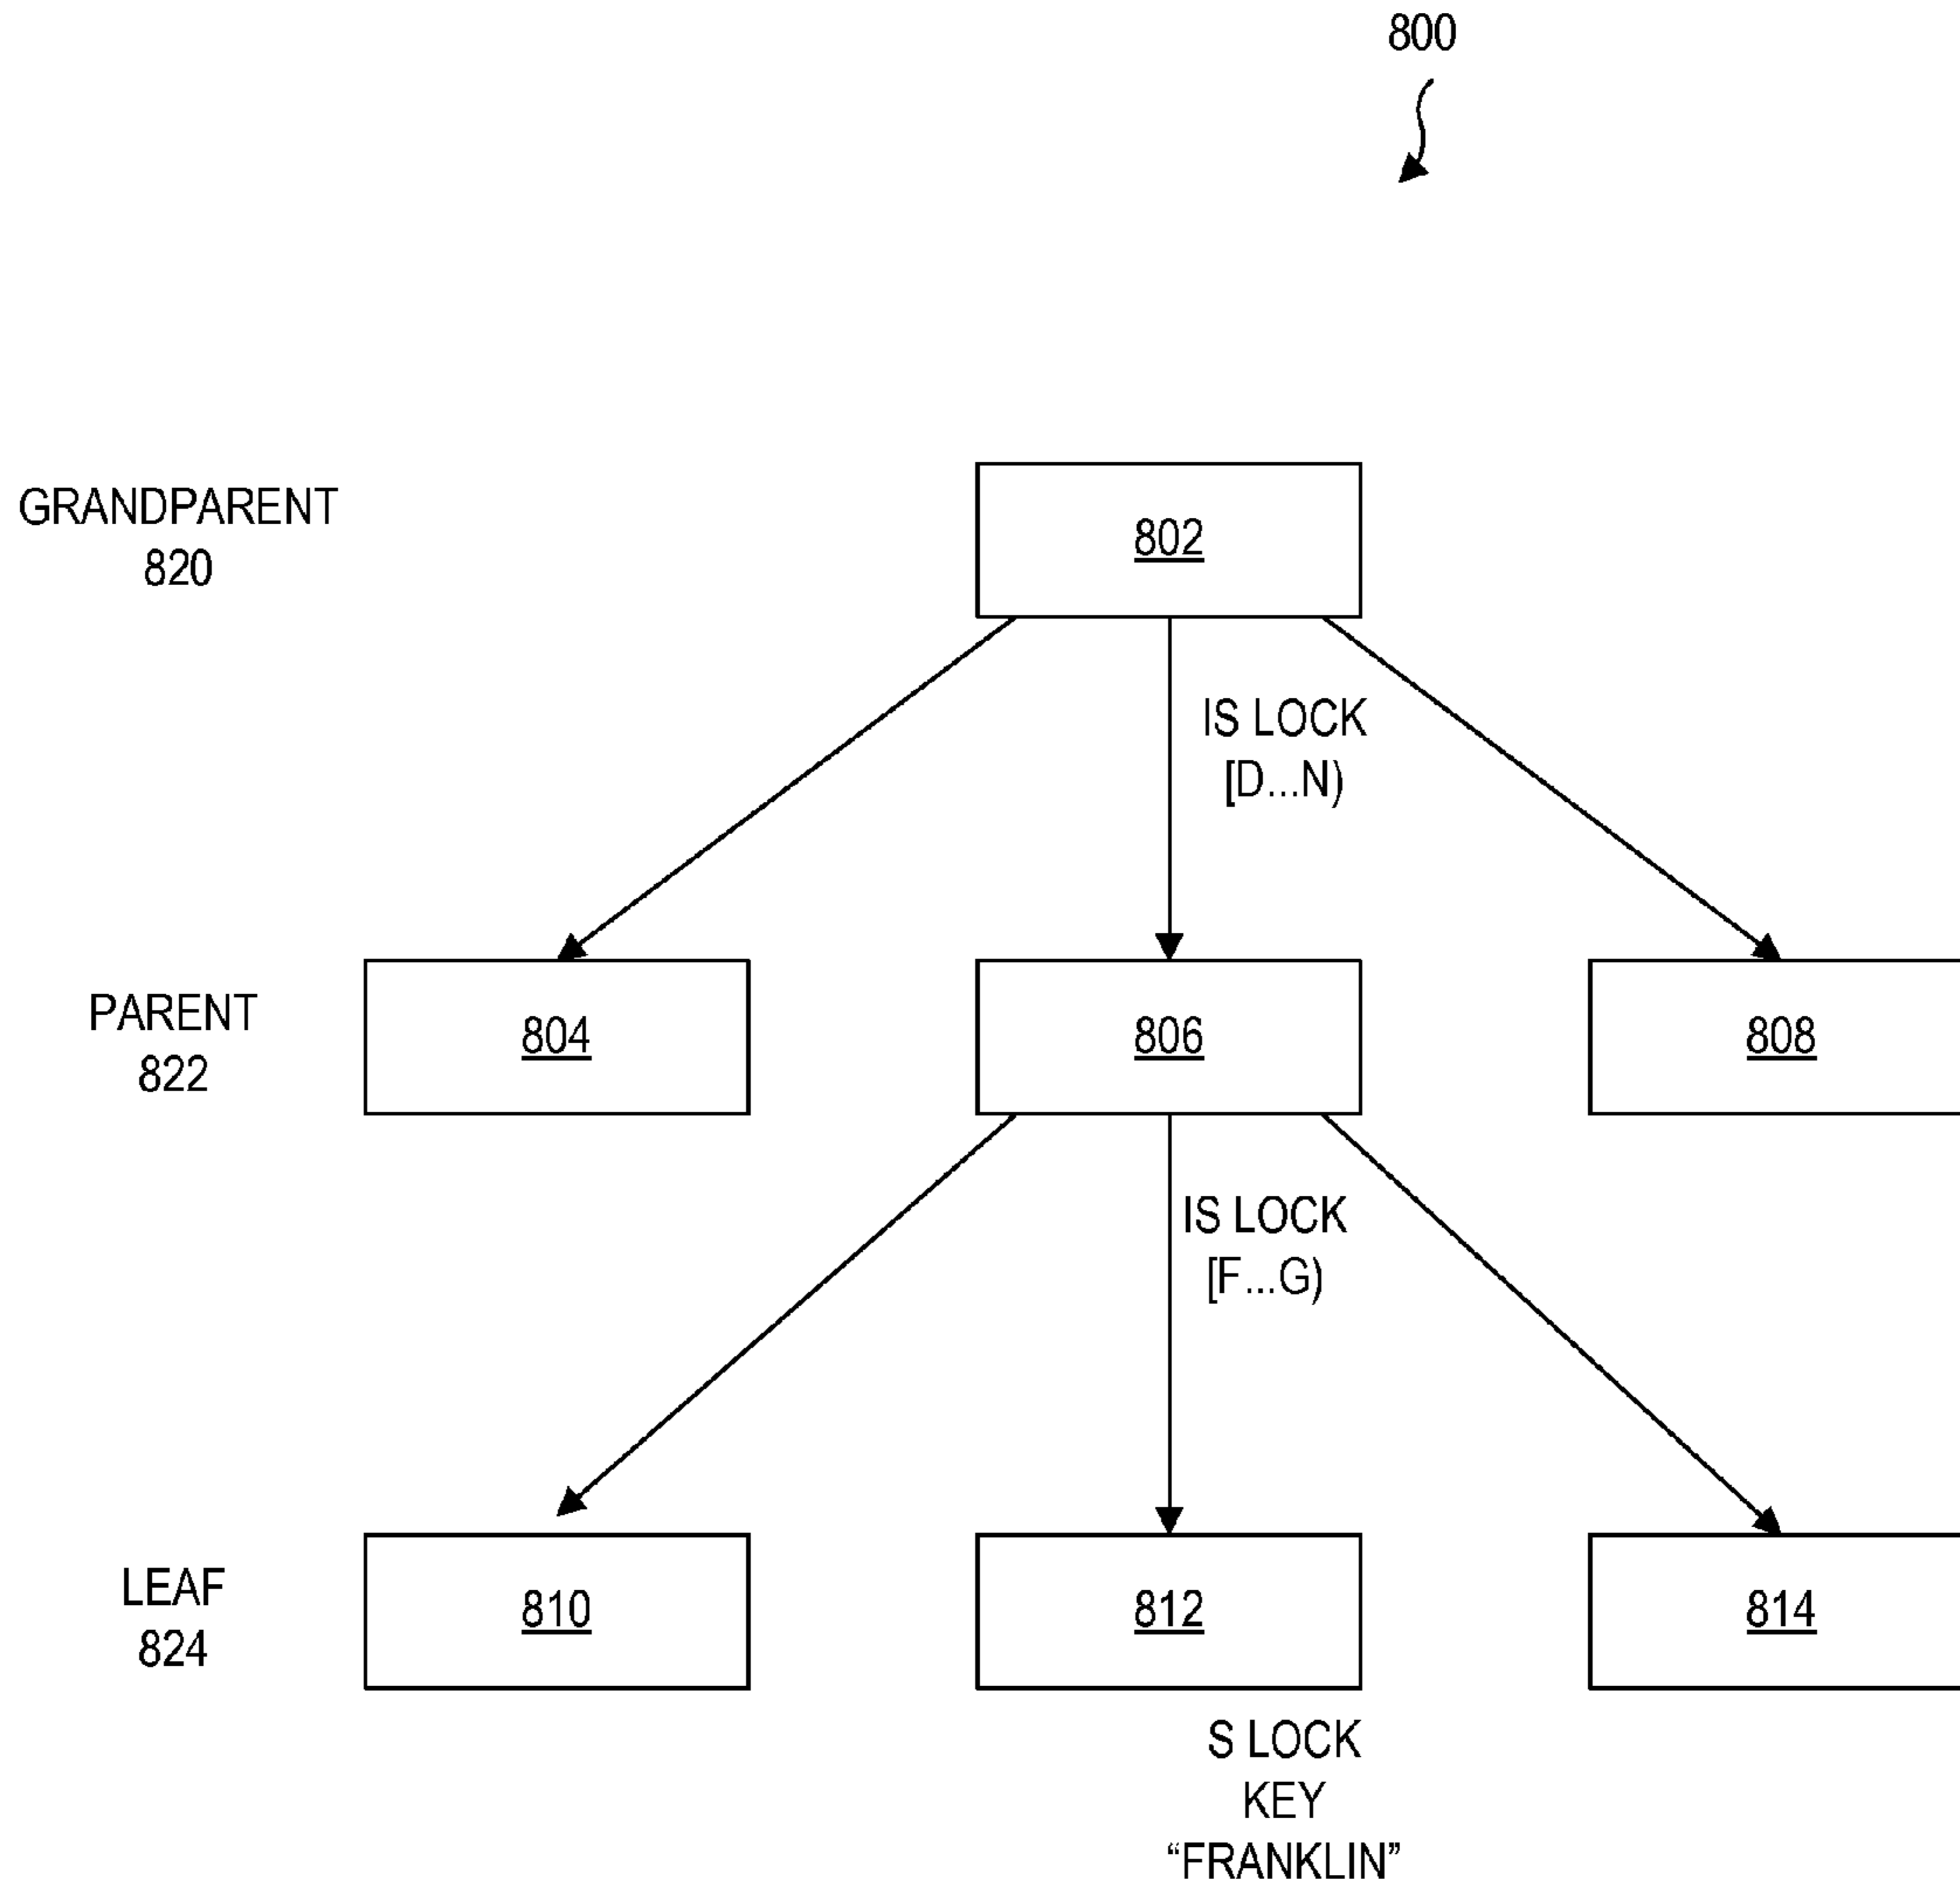 800
GRANDPARENT
820
802
IS LOCK
[D...N)
PARENT
822
804
806
808
IS LOCK
[F...G)
LEAF
824
810
812
814
S LOCK
KEY
“FRANKLIN”